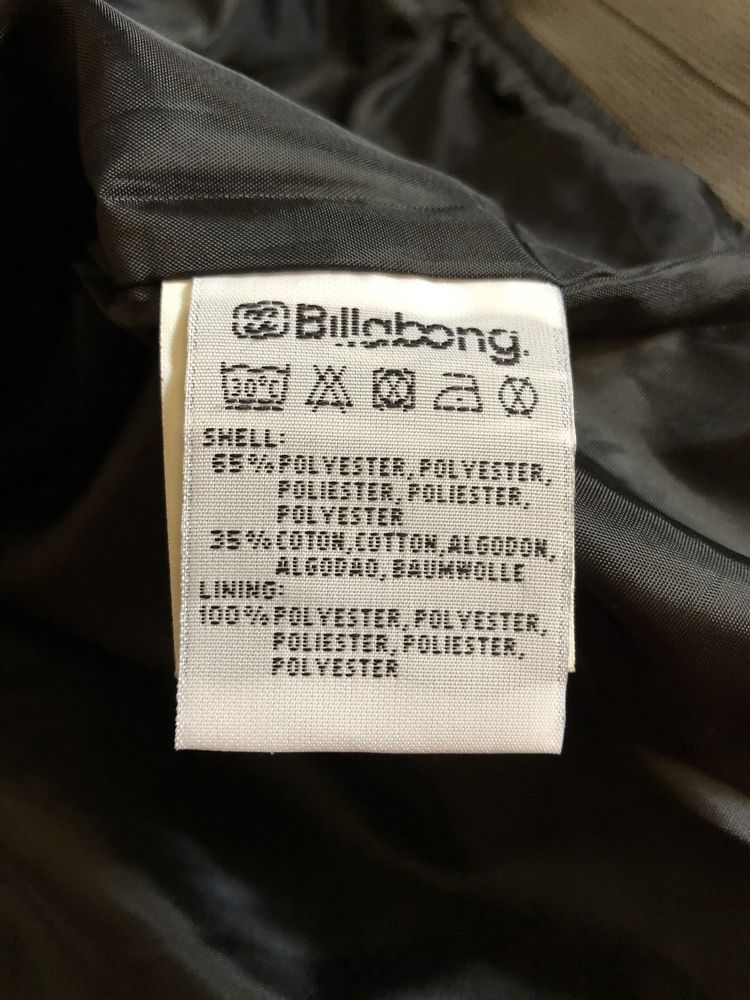 Billabong.
30°C
SHELL:
65% POLYESTER, POLYESTER,
POLIESTER, POLIESTER,
POLYESTER
35% COTON, COTTON, ALGODON,
ALGODAO, BAUMWOLLE
LINING:
100% POLYESTER, POLYESTER,
POLIESTER, POLIESTER,
POLYESTER